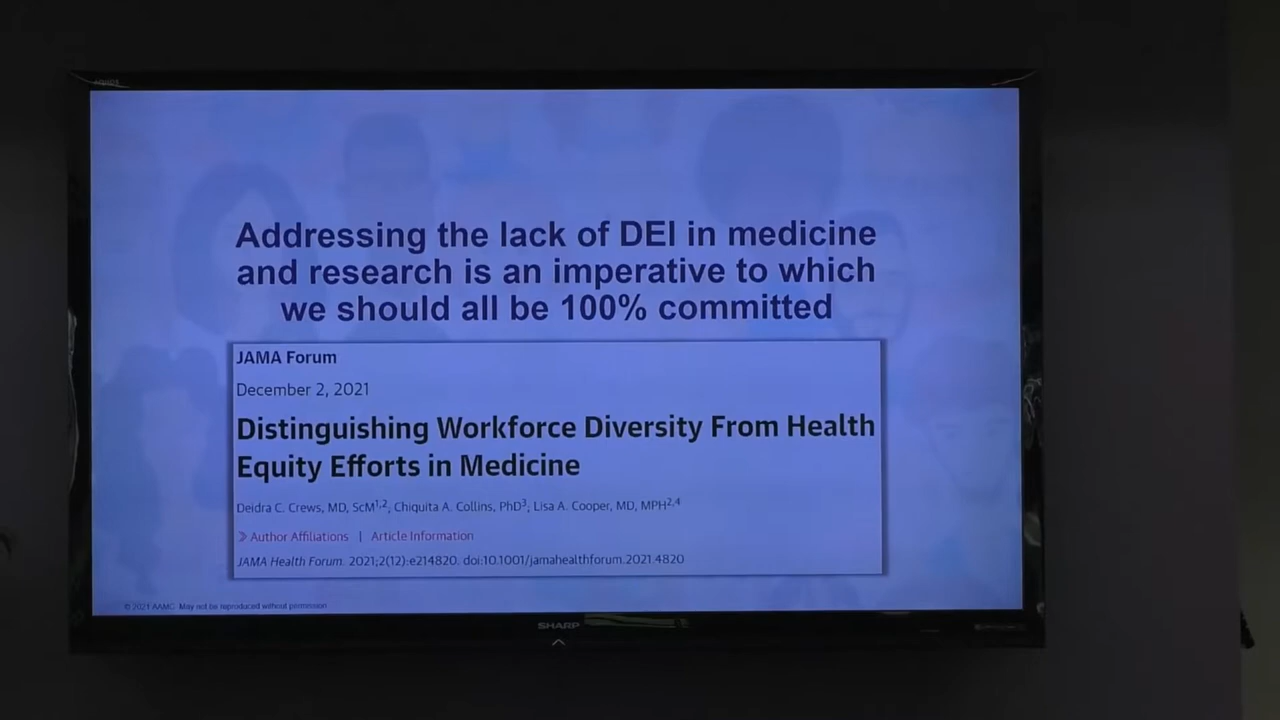 Addressing the lack of DEI in medicine
and research is an imperative to which
we should all be 100% committed
JAMA Forum
December 2, 2021
Distinguishing Workforce Diversity From Health
Equity Efforts in Medicine
Deidra C. Crews, MD, ScM1,2; Chiquita A. Collins, PhD3; Lisa A. Cooper, MD, MPH2,4
Author Affiliations | Article Information
JAMA Health Forum. 2021;2(12):e214820. doi:10.1001/jamahealthforum.2021.4820
© 2021 AAMC. May not be reproduced without permission.
SHARP